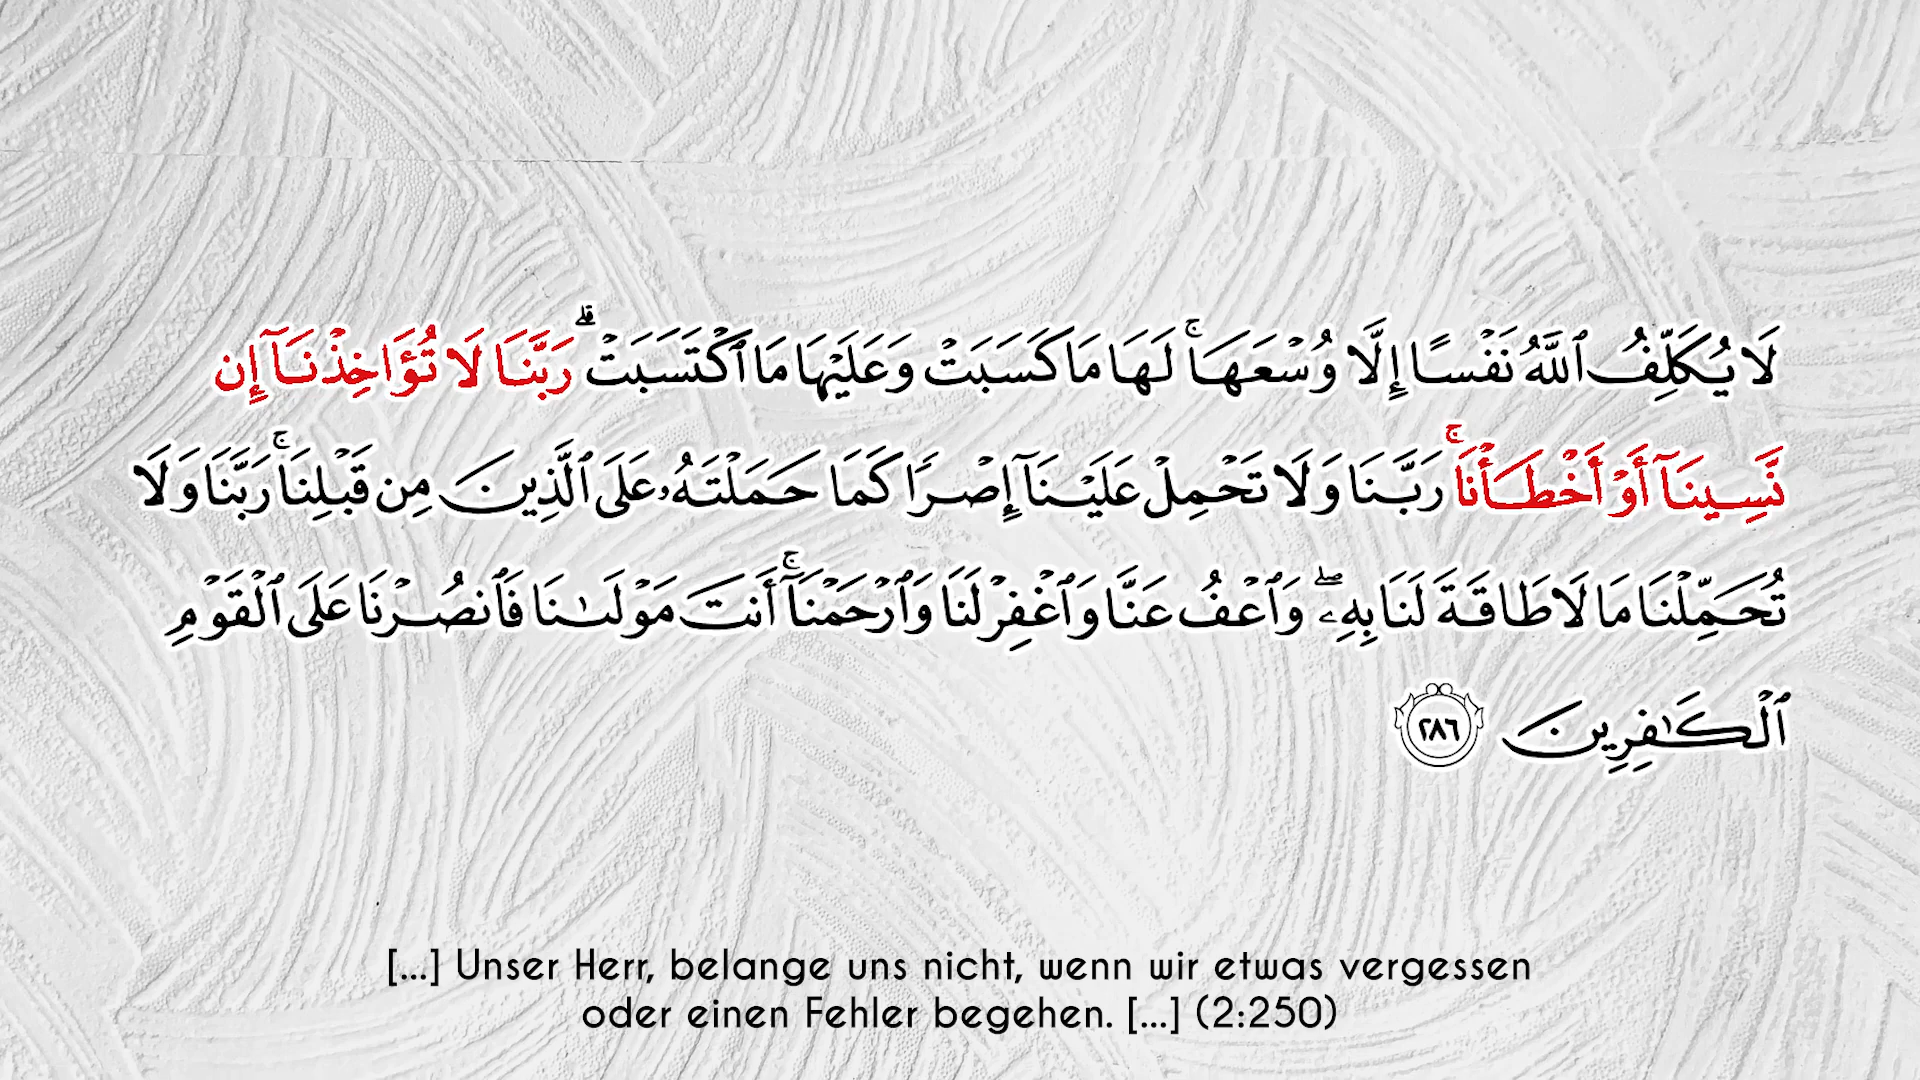 لَا يُكَلِّفُ ٱللَّهُ نَفْسًا إِلَّا وُسْعَهَاۚ لَهَا مَا كَسَبَتْ وَعَلَيْهَا مَا ٱكْتَسَبَتْۗ رَبَّنَا لَا تُؤَاخِذْنَآ إِن
نَّسِينَآ أَوْ أَخْطَأْنَاۚ رَبَّنَا وَلَا تَحْمِلْ عَلَيْنَآ إِصْرًا كَمَا حَمَلْتَهُۥ عَلَى ٱلَّذِينَ مِن قَبْلِنَاۚ رَبَّنَا وَلَا
تُحَمِّلْنَا مَا لَا طَاقَةَ لَنَا بِهِۦۖ وَٱعْفُ عَنَّا وَٱغْفِرْ لَنَا وَٱرْحَمْنَآۚ أَنتَ مَوْلَىٰنَا فَٱنصُرْنَا عَلَى ٱلْقَوْمِ
ٱلْكَـٰفِرِينَ ٢٨٦
[...] Unser Herr, belange uns nicht, wenn wir etwas vergessen
oder einen Fehler begehen. [...] (2:250)